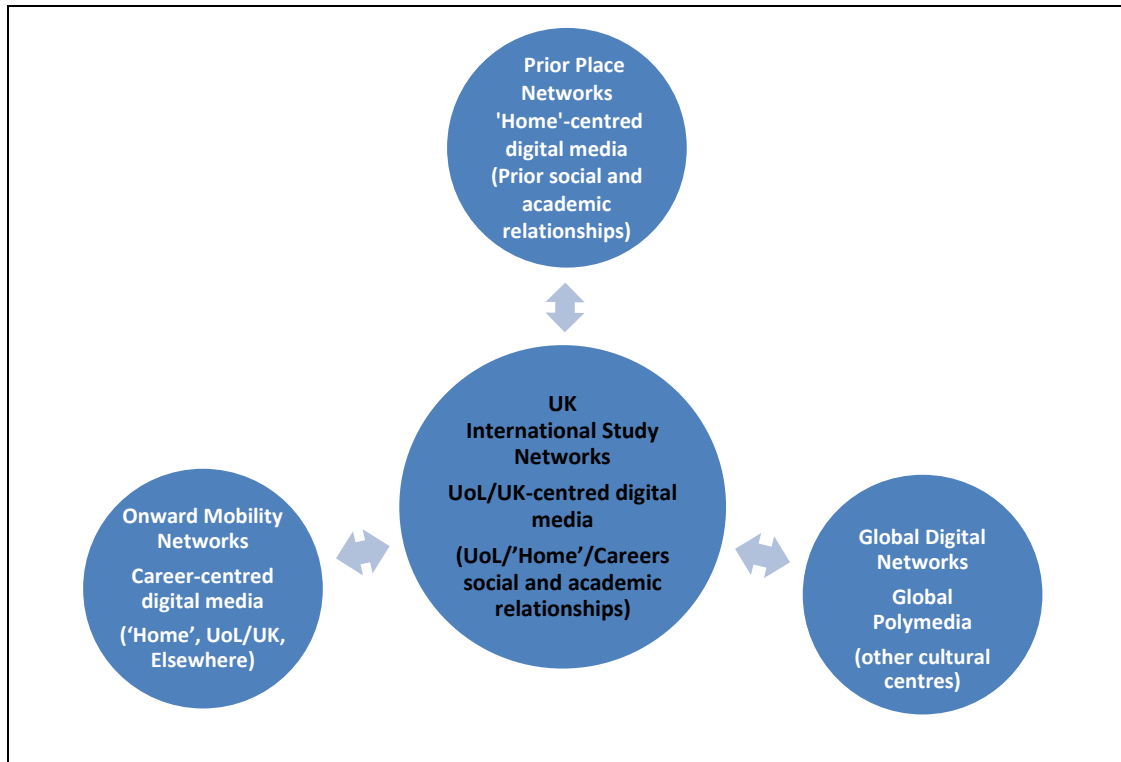 Prior Place
Networks
'Home'-centred
digital media
(Prior social and
academic
relationships)
UK
International Study
Networks
UoL/UK-centred digital
media
(UoL/’Home’/Careers
social and academic
relationships)
Onward Mobility
Networks
Career-centred
digital media
(‘Home’, UoL/UK,
Elsewhere)
Global Digital
Networks
Global
Polymedia
(other cultural
centres)